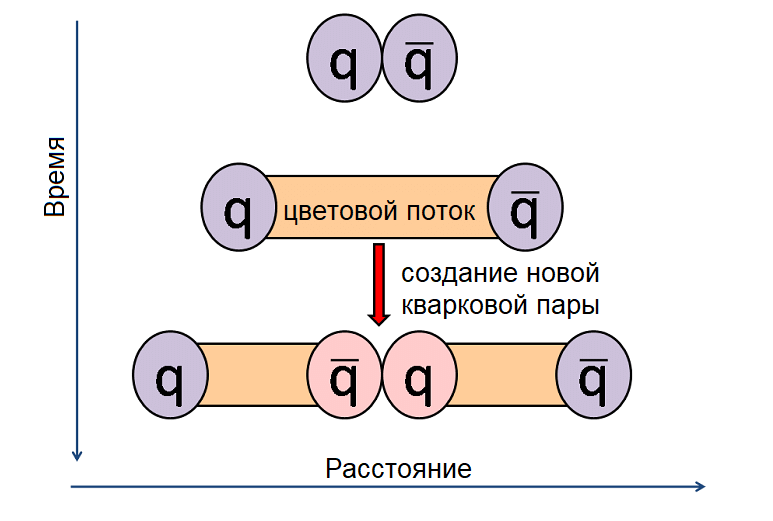 q q̅
Время
q цветовой поток q̅
создание новой
кварковой пары
q q̅ q q̅
Расстояние